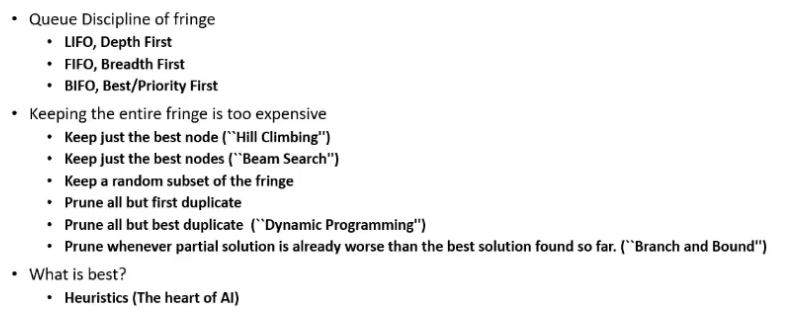 • Queue Discipline of fringe
• LIFO, Depth First
• FIFO, Breadth First
• BIFO, Best/Priority First
• Keeping the entire fringe is too expensive
• Keep just the best node (``Hill Climbing'')
• Keep just the best nodes (``Beam Search'')
• Keep a random subset of the fringe
• Prune all but first duplicate
• Prune all but best duplicate (``Dynamic Programming'')
• Prune whenever partial solution is already worse than the best solution found so far. (``Branch and Bound'')
• What is best?
• Heuristics (The heart of AI)